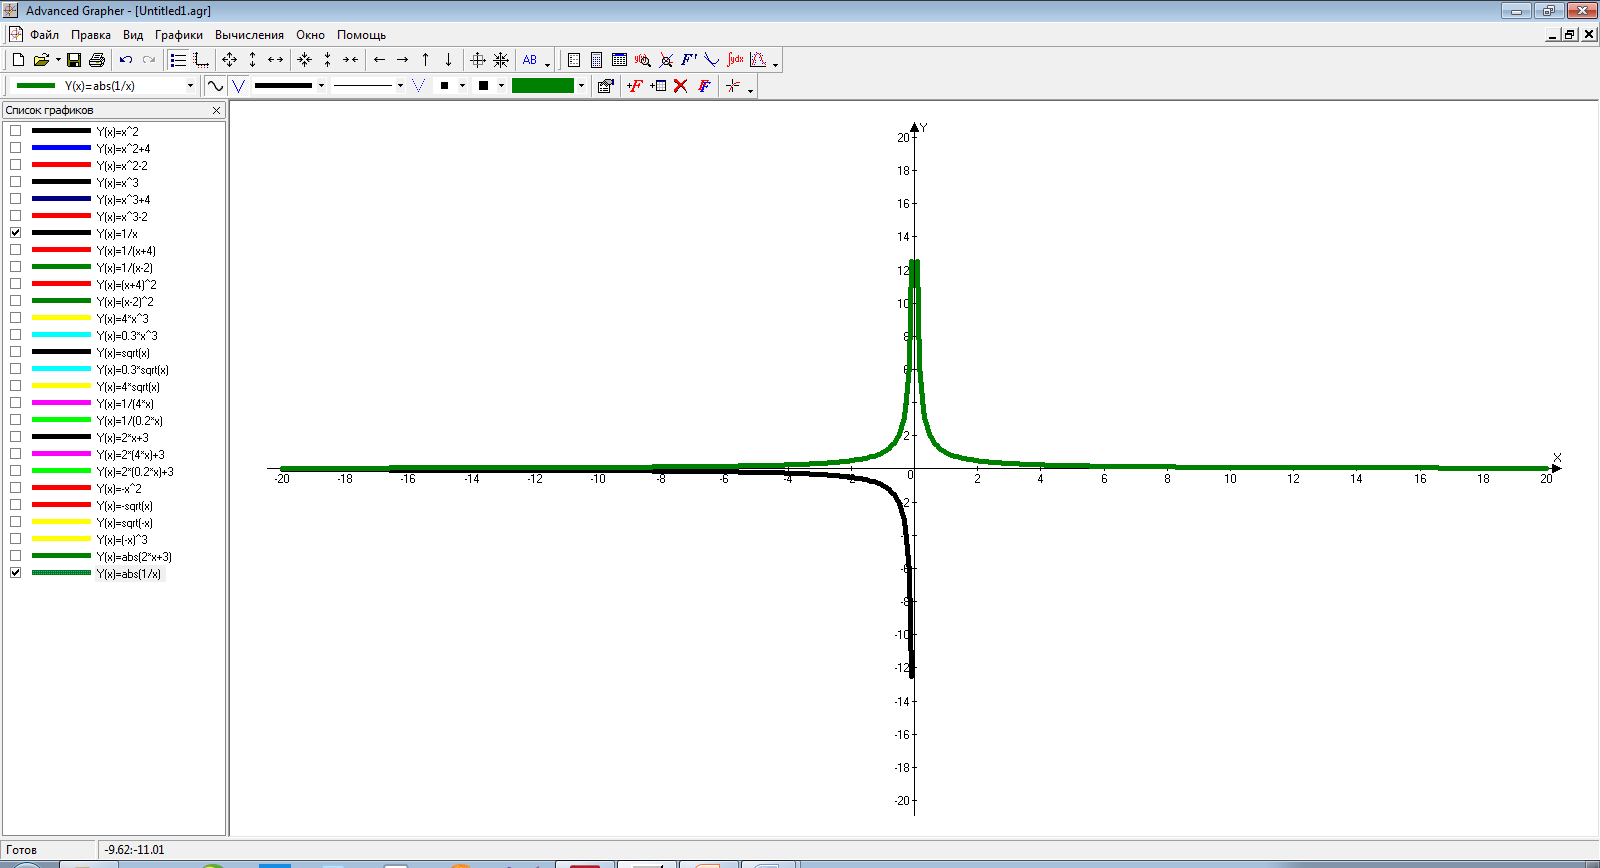 Advanced Grapher - [Untitled1.agr]
Файл Правка Вид Графики Вычисления Окно Помощь
AB
Y(x)=abs(1/x)
Список графиков
Y(x)=x^2
Y(x)=x^2+4
Y(x)=x^2-2
Y(x)=x^3
Y(x)=x^3+4
Y(x)=x^3-2
Y(x)=1/x
Y(x)=1/(x+4)
Y(x)=1/(x-2)
Y(x)=(x+4)^2
Y(x)=(x-2)^2
Y(x)=4*x^3
Y(x)=0.3*x^3
Y(x)=sqrt(x)
Y(x)=0.3*sqrt(x)
Y(x)=4*sqrt(x)
Y(x)=1/(4*x)
Y(x)=1/(0.2*x)
Y(x)=2*x+3
Y(x)=2*(4*x)+3
Y(x)=2*(0.2*x)+3
Y(x)=-x^2
Y(x)=-sqrt(x)
Y(x)=sqrt(-x)
Y(x)=(-x)^3
Y(x)=abs(2*x+3)
Y(x)=abs(1/x)
Y
20
18
16
14
12
10
8
6
4
2
X
-20 -18 -16 -14 -12 -10 -8 -6 -4 -2 0 2 4 6 8 10 12 14 16 18 20
-2
-4
-6
-8
-10
-12
-14
-16
-18
-20
Готов
-9.62:-11.01